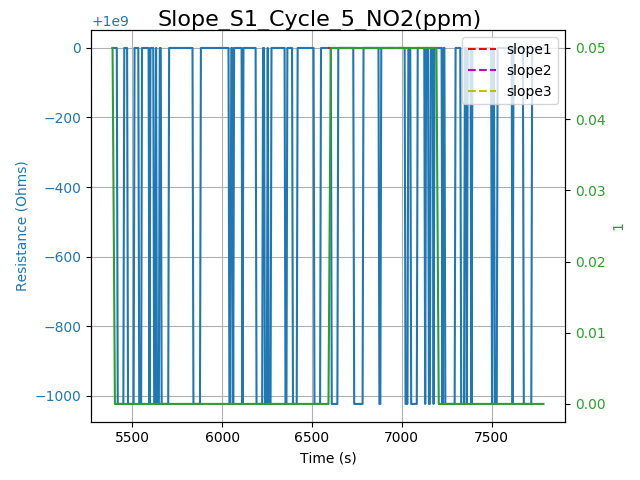 Slope_S1_Cycle_5_NO2(ppm)
+1e9
0
−200
−400
−600
−800
−1000
Resistance (Ohms)
slope1
slope2
slope3
0.05
0.04
0.03
0.02
0.01
0.00
1
5500 6000 6500 7000 7500
Time (s)